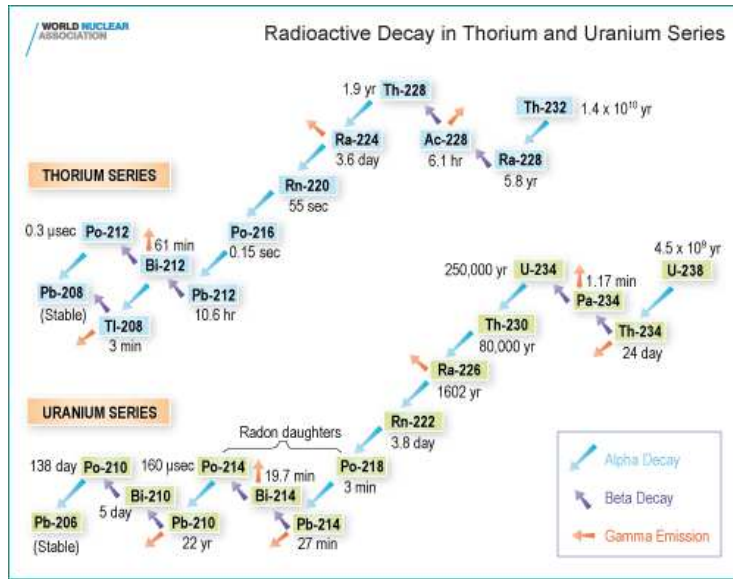 WORLD NUCLEAR
ASSOCIATION
Radioactive Decay in Thorium and Uranium Series
1.9 yr Th-228
Th-232 1.4 x 10¹⁰ yr
Ra-224
3.6 day
Ac-228
6.1 hr
Ra-228
5.8 yr
THORIUM SERIES
Rn-220
55 sec
0.3 µsec Po-212
61 min
Bi-212
Po-216
0.15 sec
Pb-208
(Stable)
Pb-212
10.6 hr
Tl-208
3 min
4.5 x 10⁹ yr
U-238
250,000 yr U-234
1.17 min
Pa-234
Th-234
24 day
Th-230
80,000 yr
Ra-226
1602 yr
URANIUM SERIES
Rn-222
3.8 day
Radon daughters
138 day Po-210
160 µsec Po-214
19.7 min
Po-218
3 min
Bi-210
5 day
Bi-214
Pb-206
(Stable)
Pb-210
22 yr
Pb-214
27 min
Alpha Decay
Beta Decay
Gamma Emission